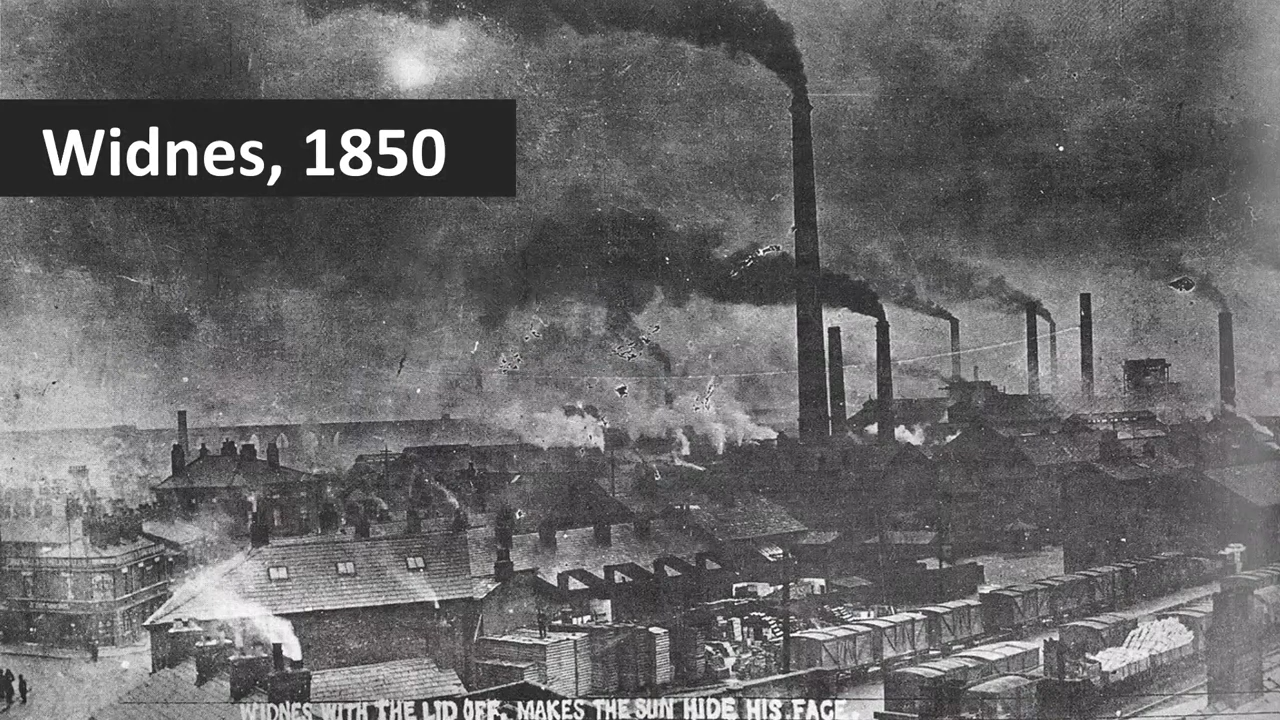 Widnes, 1850
WIDNES WITH THE LID OFF, MAKES THE SUN HIDE HIS FACE.